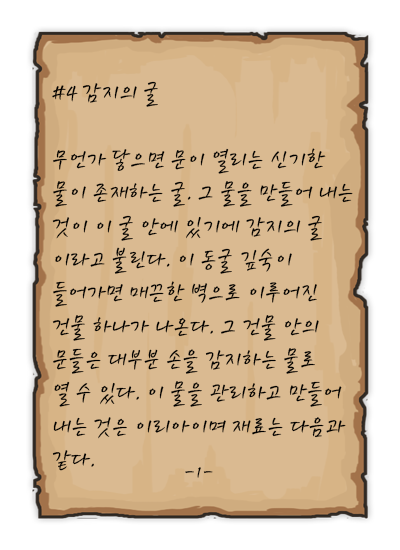 #4 감지의 굴
무언가 닿으면 문이 열리는 신기한
물이 존재하는 굴. 그 물을 만들어 내는
것이 이 굴 안에 있기에 감지의 굴
이라고 불린다. 이 동굴 깊숙이
들어가면 매끈한 벽으로 이루어진
건물 하나가 나온다. 그 건물 안의
문들은 대부분 손을 감지하는 물로
열 수 있다. 이 물을 관리하고 만들어
내는 것은 이리아이며 재료는 다음과
같다.
-1-